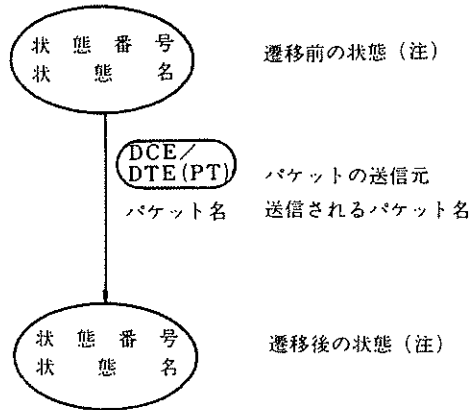 状態番号
状態名
遷移前の状態（注）
DCE／
DTE(PT)
パケットの送信元
パケット名
送信されるパケット名
状態番号
状態名
遷移後の状態（注）